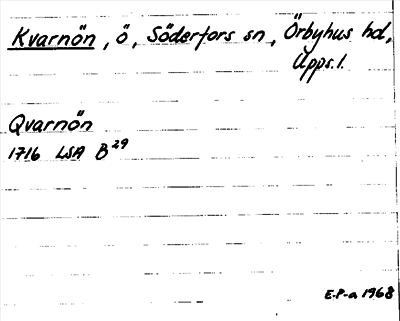 Kvarnön, ö, Söderfors sn, Örbyhus hd,
Upps. l.
Qvarnön
1716 LSA B29
E-P-a 1968